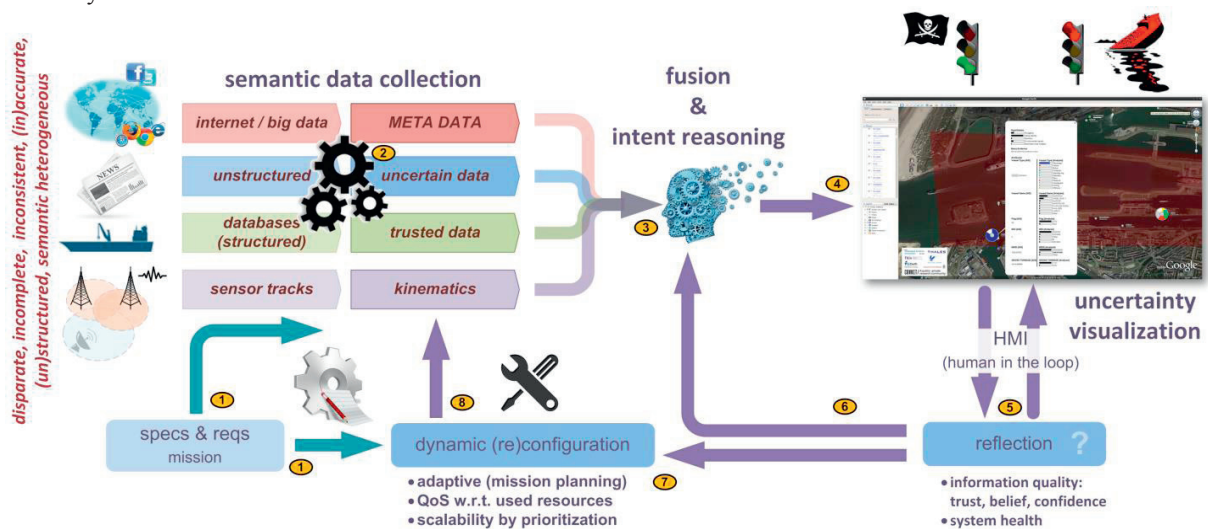 disparate, incomplete, inconsistent, (in)accurate,
(un)structured, semantic heterogeneous
semantic data collection
internet / big data
META DATA
NEWS
unstructured
2
uncertain data
databases
(structured)
trusted data
sensor tracks
kinematics
fusion
&
intent reasoning
3
4
Google
uncertainty
visualization
HMI
(human in the loop)
1
specs & reqs
mission
1
8
dynamic (re)configuration
• adaptive (mission planning)
• QoS w.r.t. used resources
• scalability by prioritization
7
6
5
reflection ?
• information quality:
trust, belief, confidence
• system health